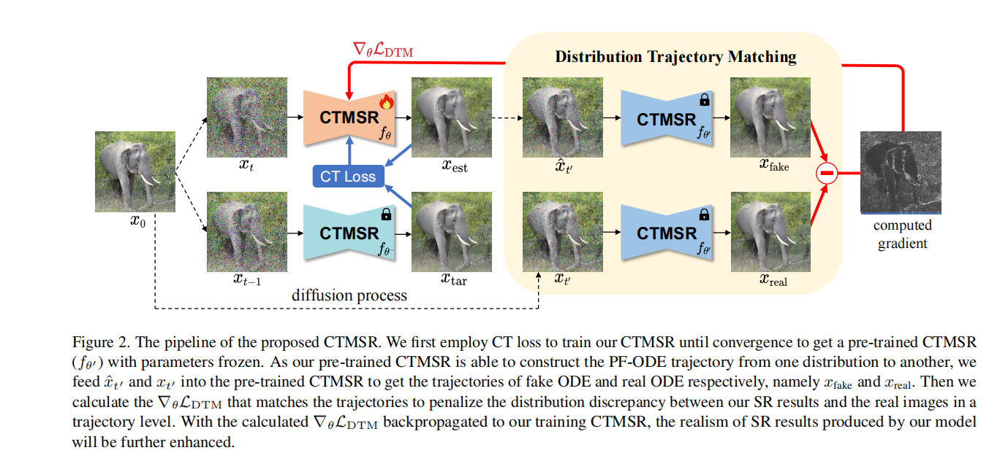 ∇θℒDTM
Distribution Trajectory Matching
CTMSR
fθ
CTMSR
fθ′
xt
xest
x̂t′
xfake
CT Loss
x0
CTMSR
fθ−
CTMSR
fθ′
computed
gradient
xt−1
xtar
xt′
xreal
diffusion process
Figure 2. The pipeline of the proposed CTMSR. We first employ CT loss to train our CTMSR until convergence to get a pre-trained CTMSR
(fθ′) with parameters frozen. As our pre-trained CTMSR is able to construct the PF-ODE trajectory from one distribution to another, we
feed x̂t′ and xt′ into the pre-trained CTMSR to get the trajectories of fake ODE and real ODE respectively, namely xfake and xreal. Then we
calculate the ∇θℒDTM that matches the trajectories to penalize the distribution discrepancy between our SR results and the real images in a
trajectory level. With the calculated ∇θℒDTM backpropagated to our training CTMSR, the realism of SR results produced by our model
will be further enhanced.